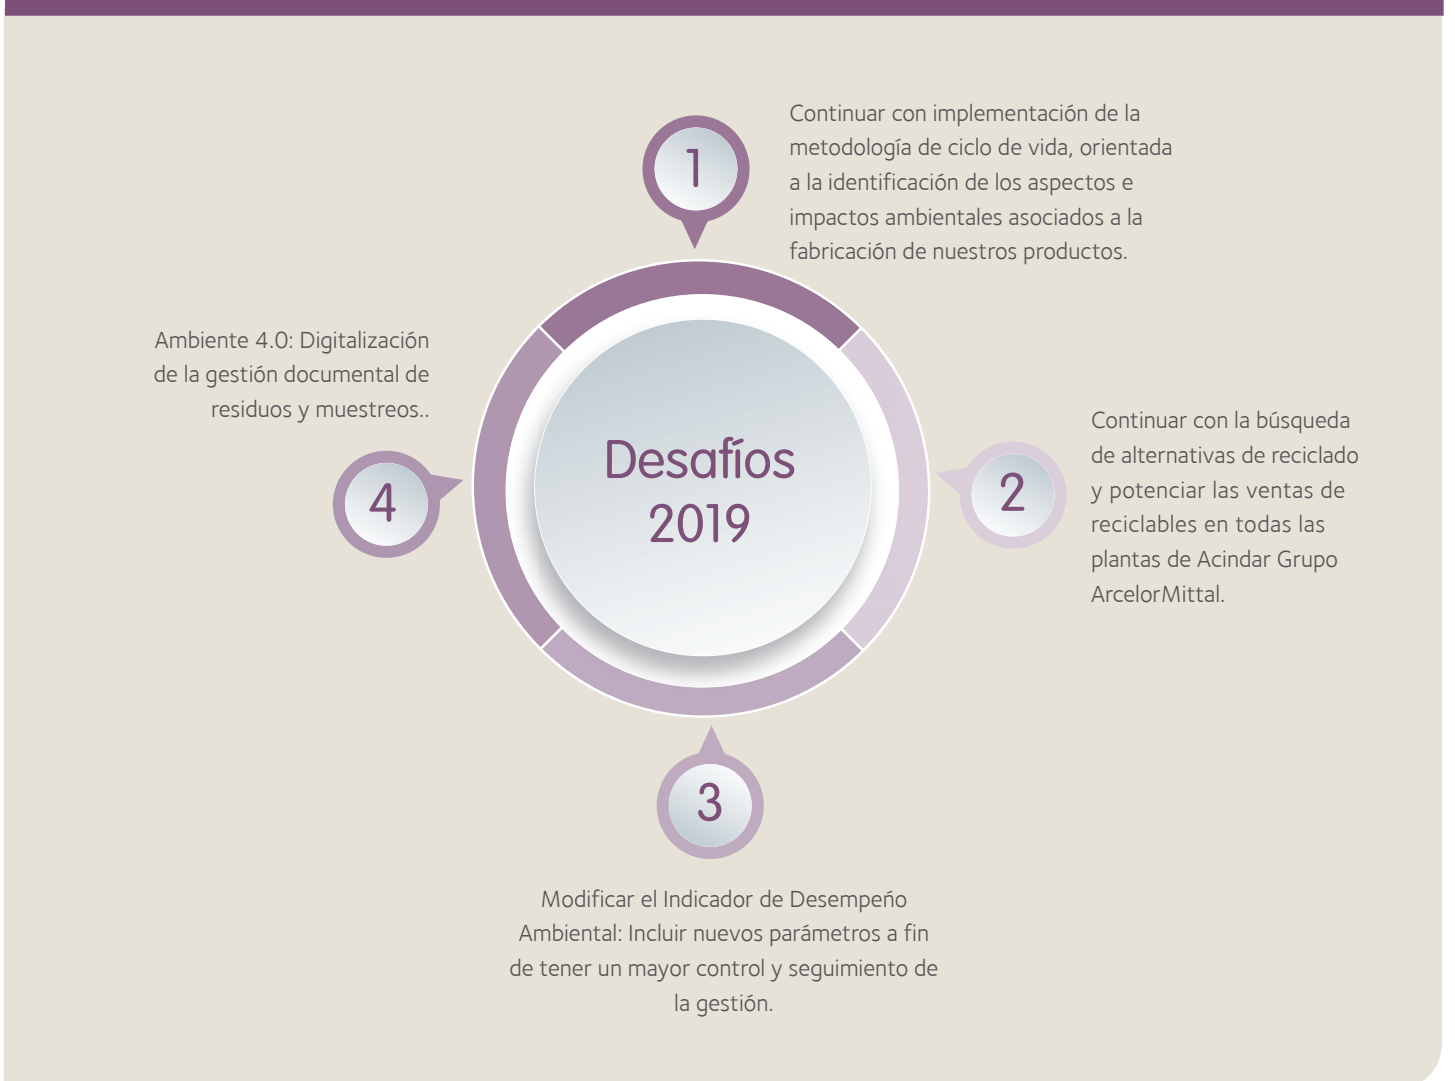 1
Continuar con implementación de la
metodología de ciclo de vida, orientada
a la identificación de los aspectos e
impactos ambientales asociados a la
fabricación de nuestros productos.
Ambiente 4.0: Digitalización
de la gestión documental de
residuos y muestreos..
4
Desafíos
2019
2
Continuar con la búsqueda
de alternativas de reciclado
y potenciar las ventas de
reciclables en todas las
plantas de Acindar Grupo
ArcelorMittal.
3
Modificar el Indicador de Desempeño
Ambiental: Incluir nuevos parámetros a fin
de tener un mayor control y seguimiento de
la gestión.